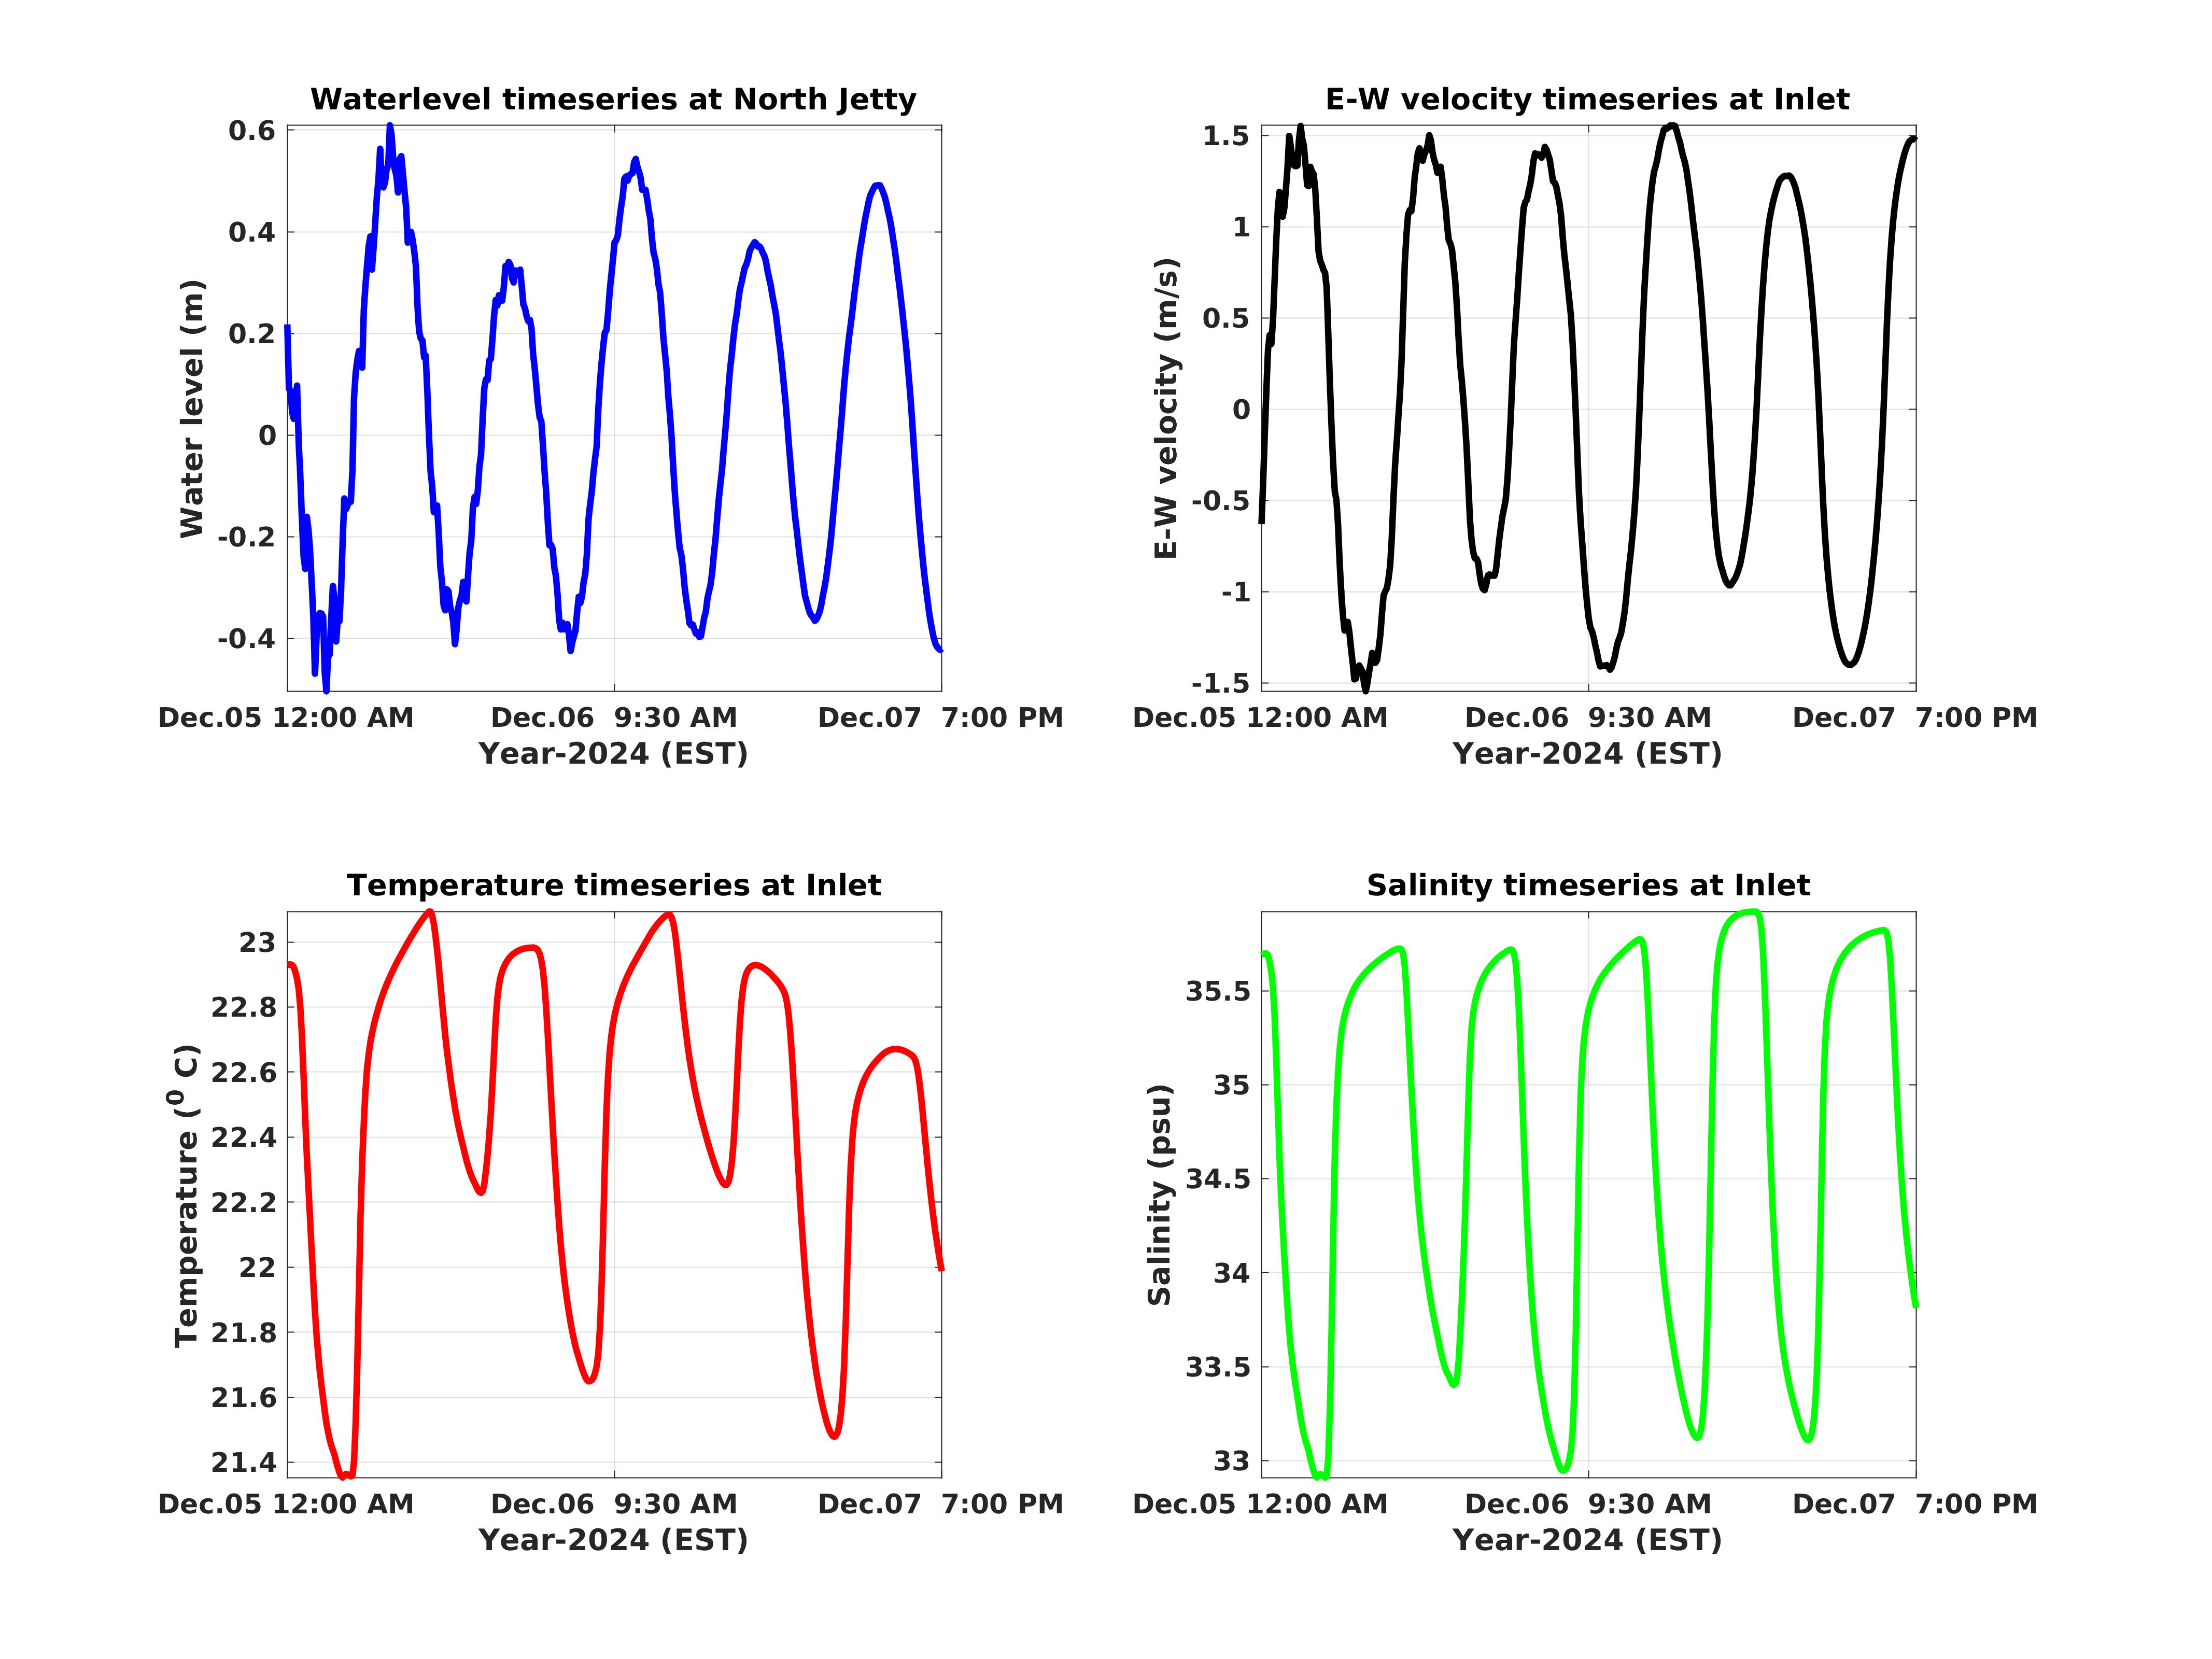 Waterlevel timeseries at North Jetty
0.6
0.4
0.2
0
-0.2
-0.4
Water level (m)
Dec.05 12:00 AM Dec.06 9:30 AM Dec.07 7:00 PM
Year-2024 (EST)
E-W velocity timeseries at Inlet
1.5
1
0.5
0
-0.5
-1
-1.5
E-W velocity (m/s)
Dec.05 12:00 AM Dec.06 9:30 AM Dec.07 7:00 PM
Year-2024 (EST)
Temperature timeseries at Inlet
23
22.8
22.6
22.4
22.2
22
21.8
21.6
21.4
Temperature (⁰ C)
Dec.05 12:00 AM Dec.06 9:30 AM Dec.07 7:00 PM
Year-2024 (EST)
Salinity timeseries at Inlet
35.5
35
34.5
34
33.5
33
Salinity (psu)
Dec.05 12:00 AM Dec.06 9:30 AM Dec.07 7:00 PM
Year-2024 (EST)